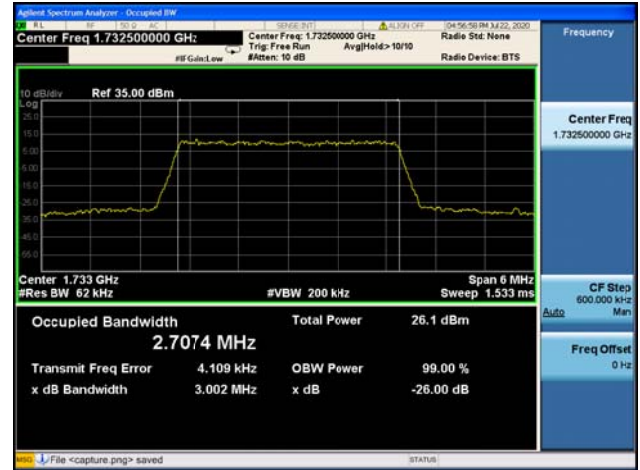 Agilent Spectrum Analyzer - Occupied BW
RL RF 50 Ω AC SENSE:INT ALIGN OFF 04:56:58 PM Jul 22, 2020
Center Freq 1.732500000 GHz
Center Freq: 1.732500000 GHz
Radio Std: None
Trig: Free Run Avg|Hold:> 10/10
#IFGain:Low #Atten: 10 dB Radio Device: BTS
Frequency
10 dB/div Ref 35.00 dBm
Log
25.0
15.0
5.00
-5.00
-15.0
-25.0
-35.0
-45.0
-55.0
Center 1.733 GHz Span 6 MHz
#Res BW 62 kHz #VBW 200 kHz Sweep 1.533 ms
Occupied Bandwidth Total Power 26.1 dBm
2.7074 MHz
Transmit Freq Error 4.109 kHz OBW Power 99.00 %
x dB Bandwidth 3.002 MHz x dB -26.00 dB
Center Freq
1.732500000 GHz
CF Step
600.000 kHz
Auto Man
Freq Offset
0 Hz
MSG File <capture.png> saved STATUS